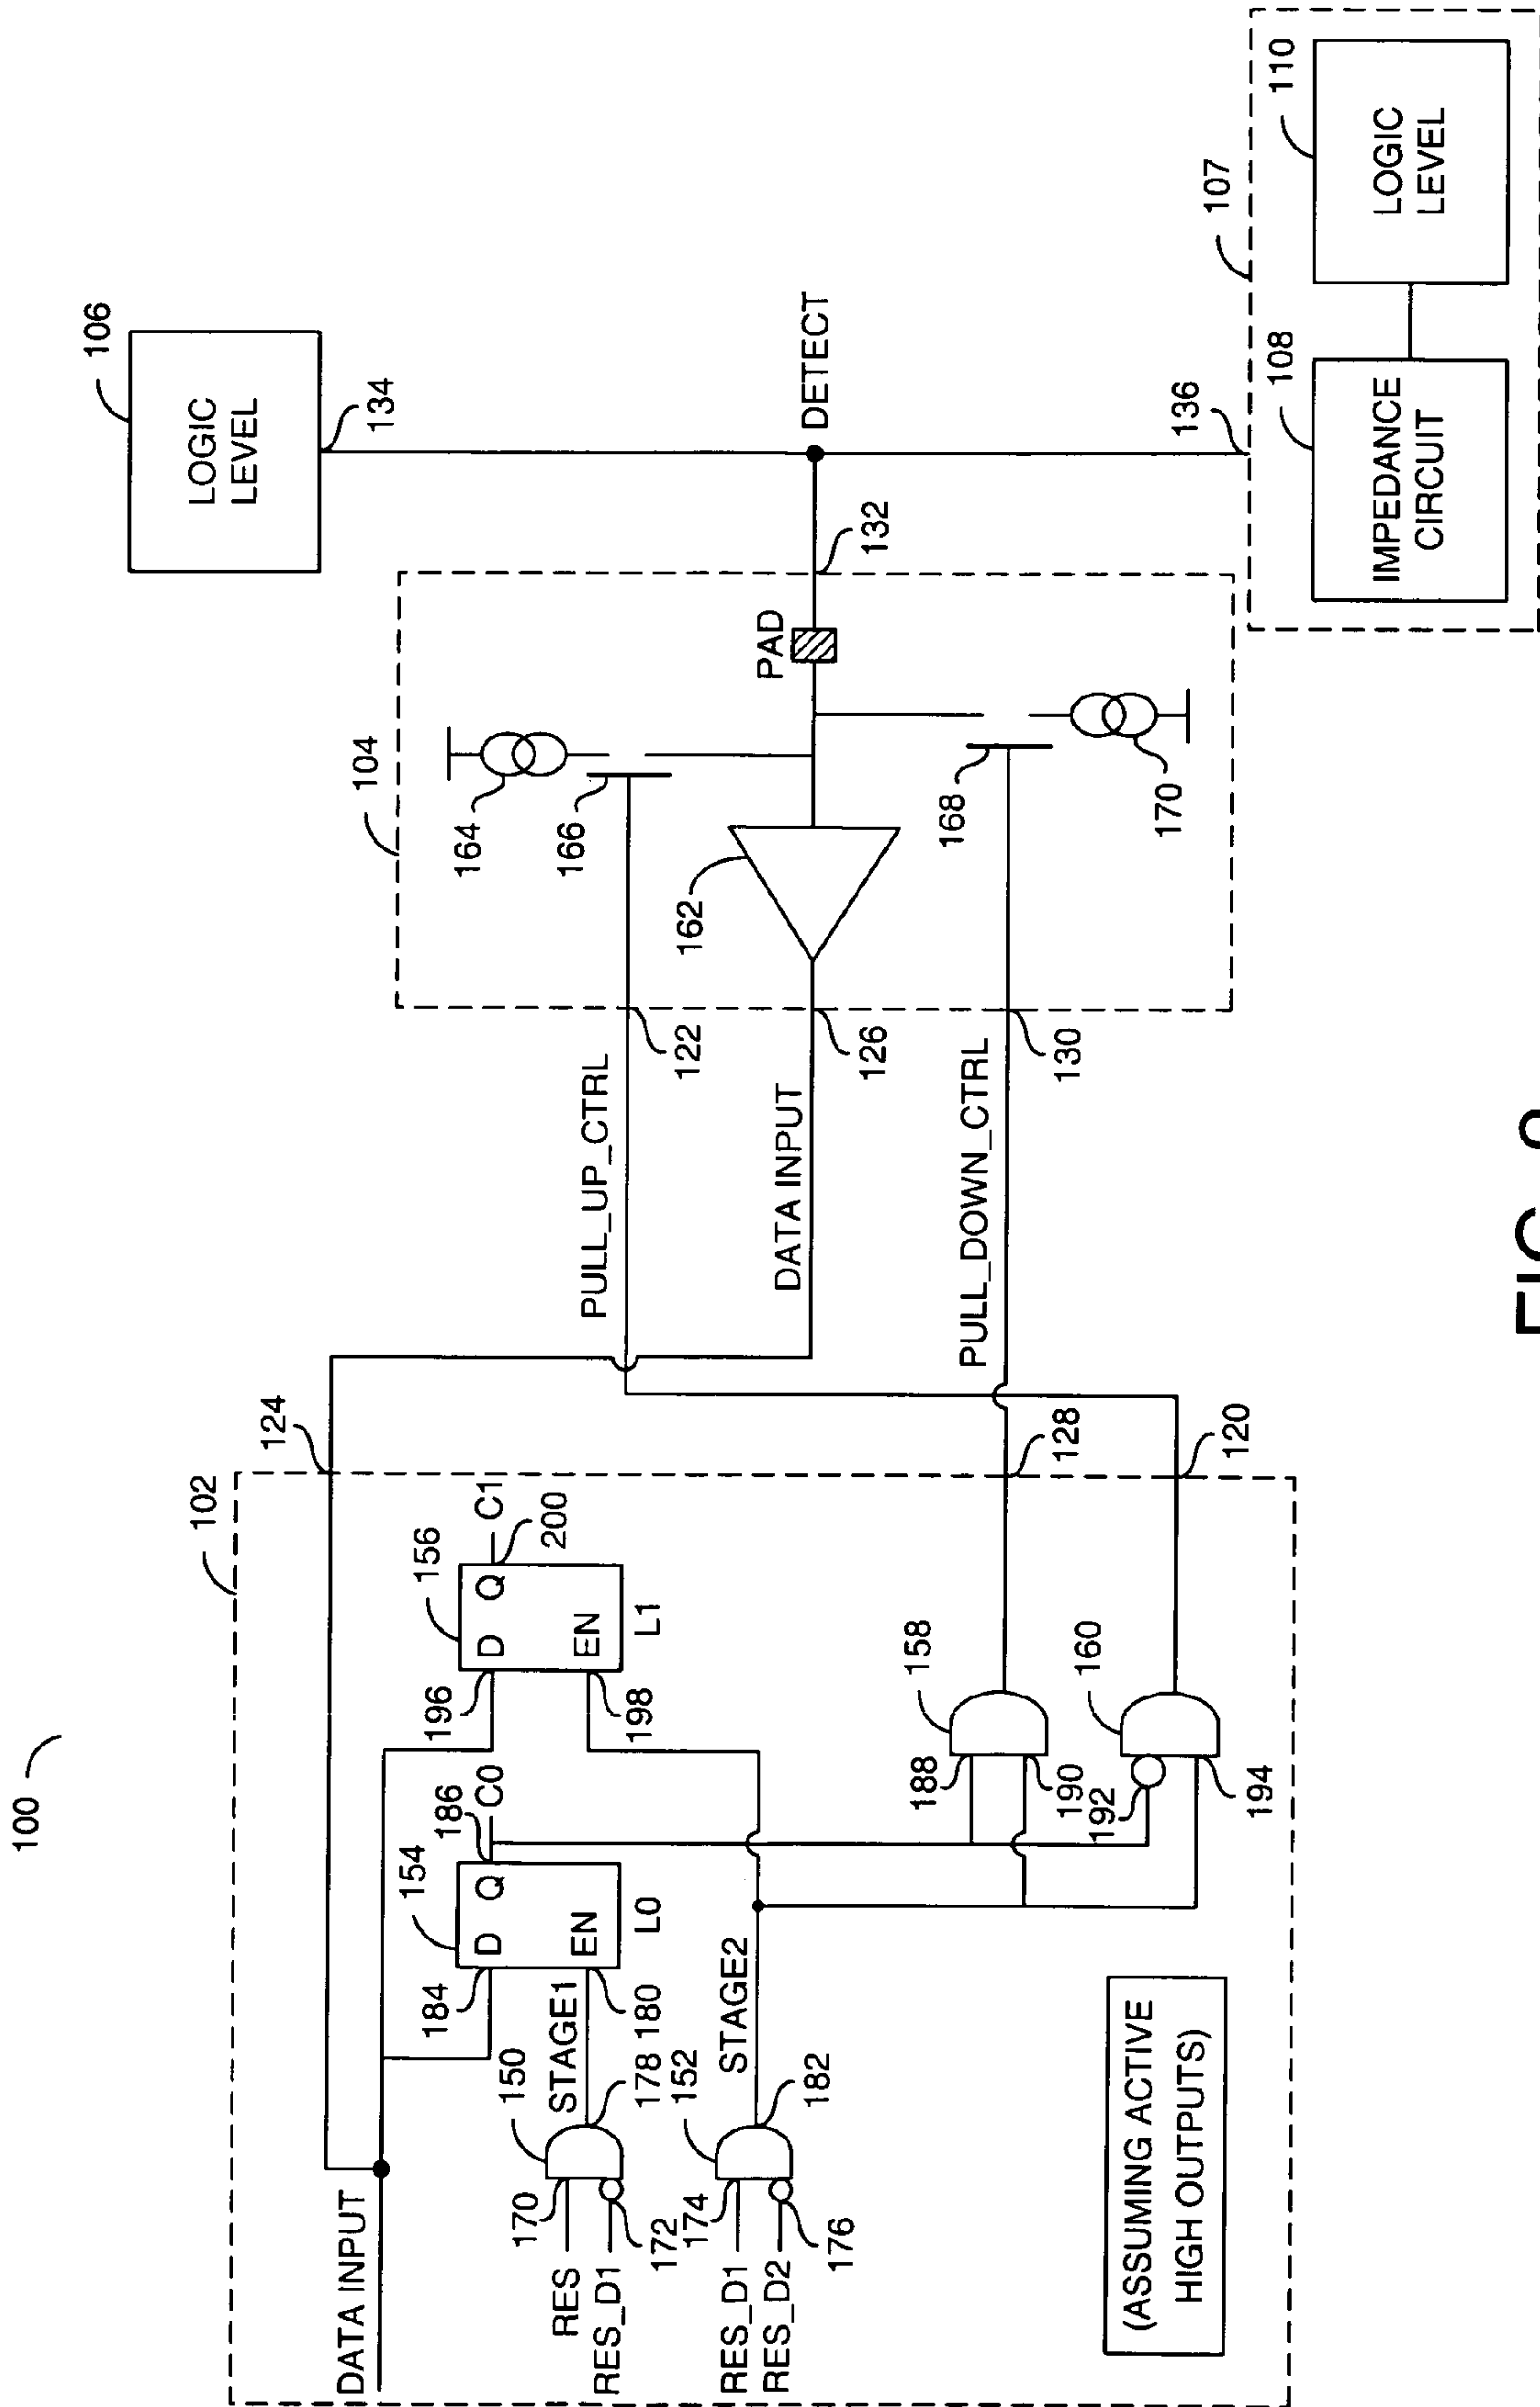 100
102
DATA INPUT
124
154
184
D Q
EN
186
C0
L0
156
196
D Q
EN
198
C1
200
L1
RES
RES_D1
170
172
150
STAGE1
178
180
RES_D1
RES_D2
174
176
152
STAGE2
182
158
188
190
128
160
192
194
120
(ASSUMING ACTIVE
HIGH OUTPUTS)
PULL_UP_CTRL
122
DATA INPUT
126
PULL_DOWN_CTRL
130
104
164
166
162
168
170
PAD
132
106
LOGIC
LEVEL
134
DETECT
136
107
108
IMPEDANCE
CIRCUIT
110
LOGIC
LEVEL